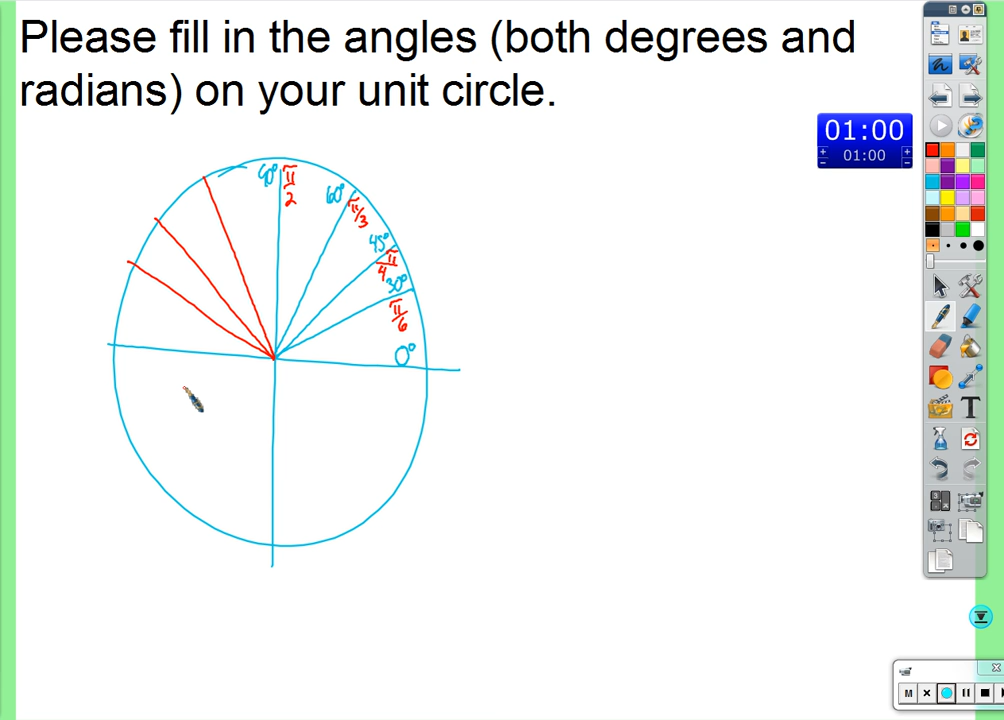 Please fill in the angles (both degrees and
radians) on your unit circle.
01:00
+ 01:00 +
- -
90° π/2
60° π/3
45° π/4
30° π/6
0°
T
M